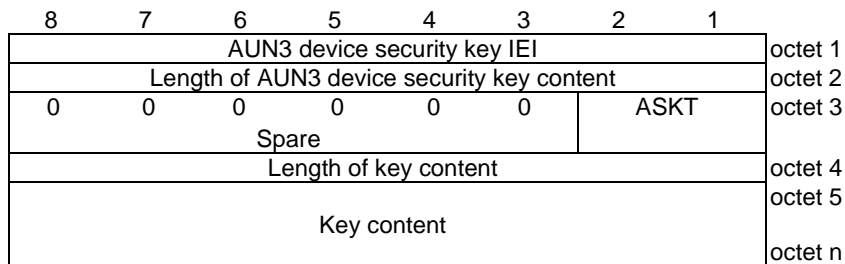 8 7 6 5 4 3 2 1
AUN3 device security key IEI octet 1
Length of AUN3 device security key content octet 2
0 0 0 0 0 0 ASKT octet 3
Spare
Length of key content octet 4
octet 5
Key content
octet n